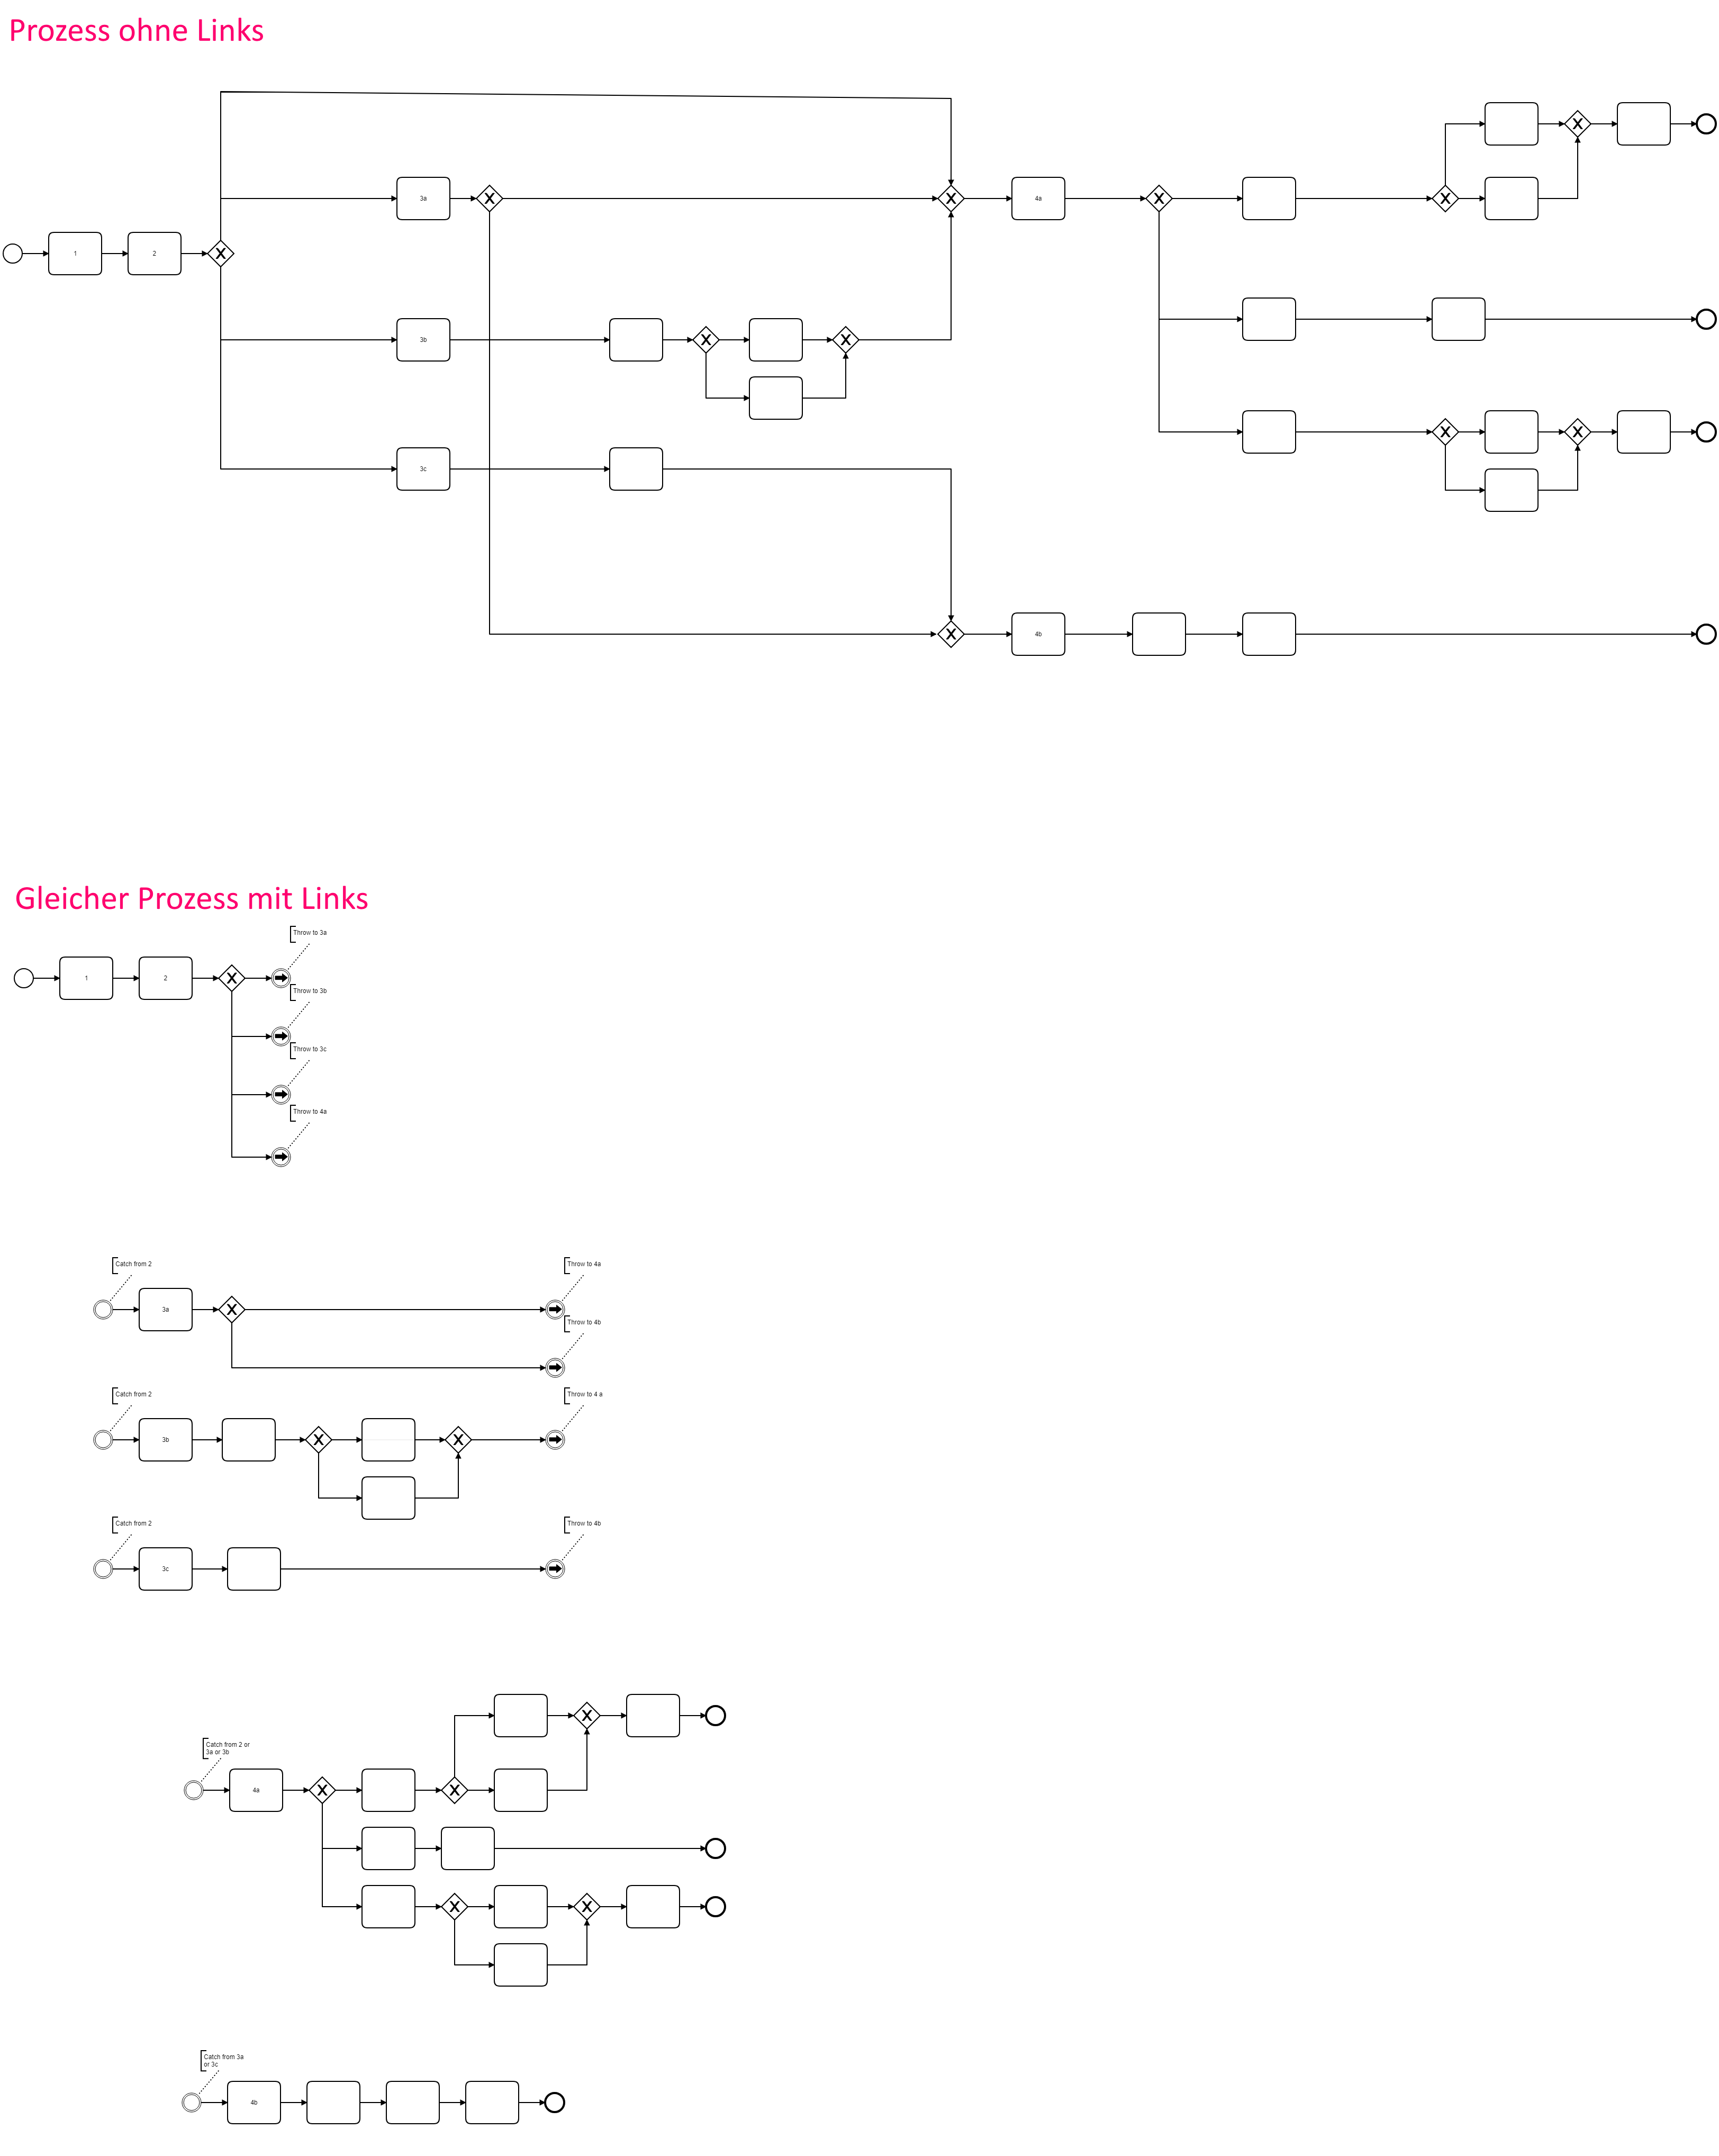 Prozess ohne Links
3a
4a
1
2
3b
3c
4b
Gleicher Prozess mit Links
Throw to 3a
1
2
Throw to 3b
Throw to 3c
Throw to 4a
Catch from 2
Throw to 4a
3a
Throw to 4b
Catch from 2
Throw to 4 a
3b
Catch from 2
Throw to 4b
3c
Catch from 2 or
3a or 3b
4a
Catch from 3a
or 3c
4b